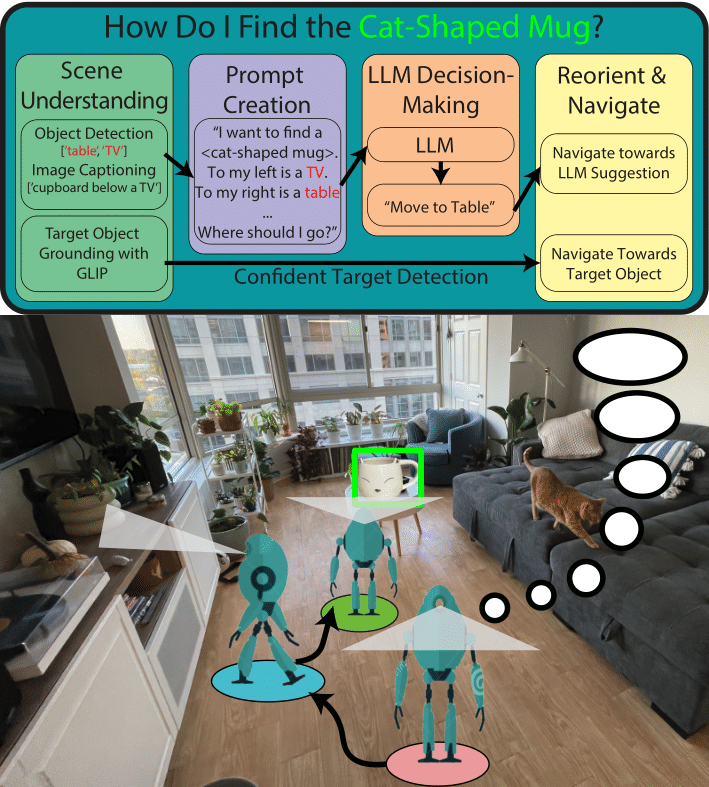 How Do I Find the Cat-Shaped Mug?
Scene
Understanding
Object Detection
['table', 'TV']
Image Captioning
['cupboard below a TV']
Target Object
Grounding with
GLIP
Prompt
Creation
"I want to find a
<cat-shaped mug>.
To my left is a TV.
To my right is a table
...
Where should I go?"
LLM Decision-
Making
LLM
"Move to Table"
Reorient &
Navigate
Navigate towards
LLM Suggestion
Navigate Towards
Target Object
Confident Target Detection